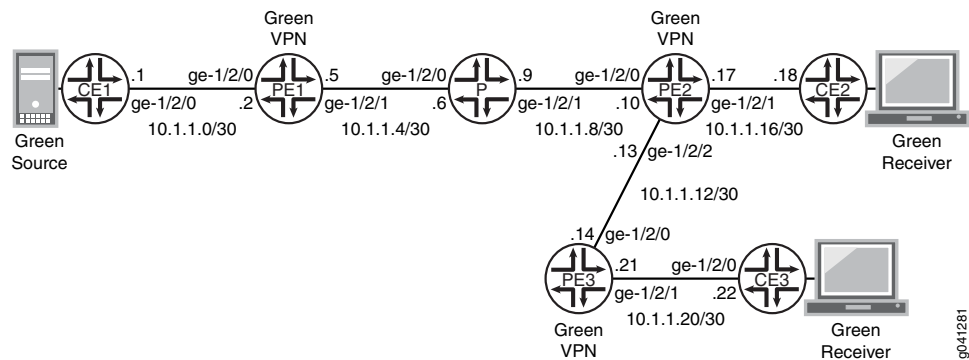 Green
VPN
Green
VPN
.1
ge-1/2/0
.5
ge-1/2/0
.9
ge-1/2/0
.17
.18
CE1
PE1
P
PE2
CE2
ge-1/2/0
.2
ge-1/2/1
.6
ge-1/2/1
.10
ge-1/2/1
10.1.1.0/30
10.1.1.4/30
10.1.1.8/30
10.1.1.16/30
Green
Source
Green
Receiver
.13
ge-1/2/2
10.1.1.12/30
.14
ge-1/2/0
.21
ge-1/2/0
PE3
CE3
ge-1/2/1
.22
10.1.1.20/30
Green
VPN
Green
Receiver
g041281